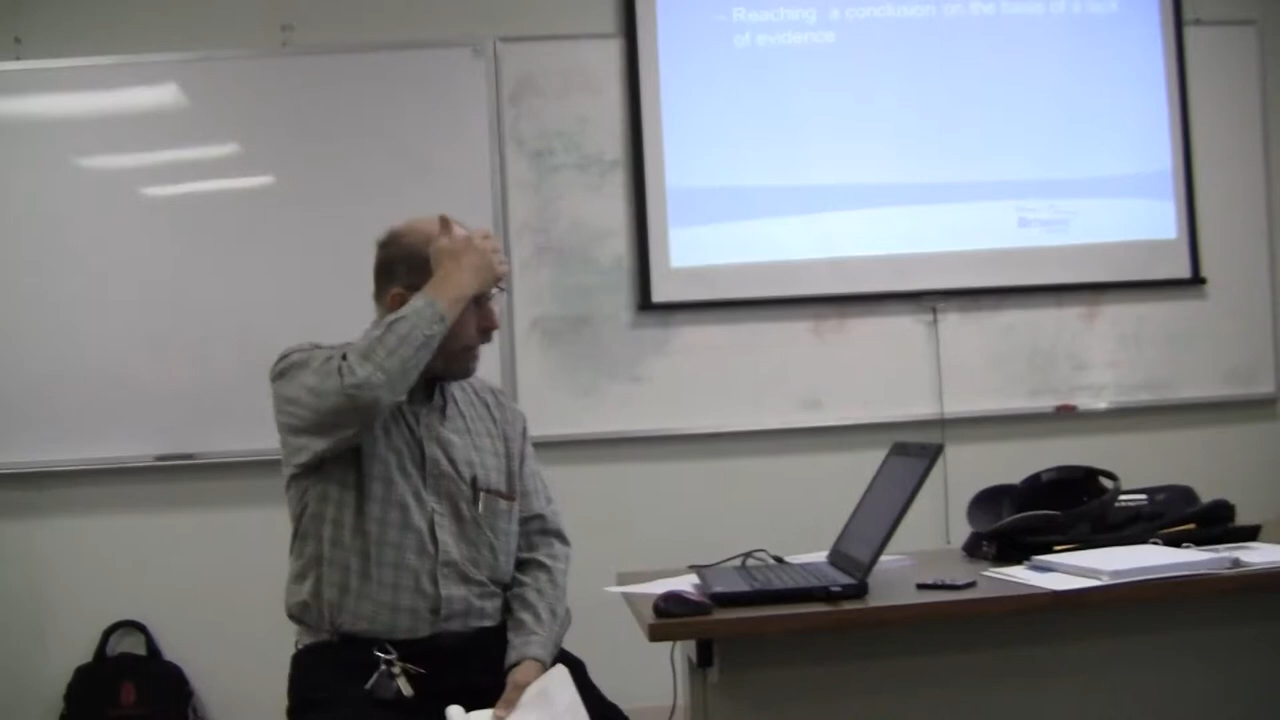 – Reaching a conclusion on the basis of a lack
of evidence